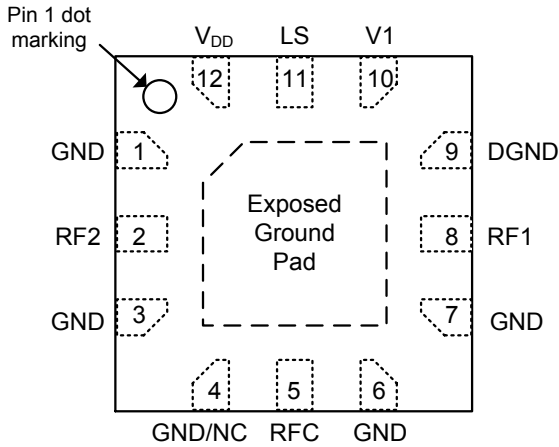 Pin 1 dot
marking
V_DD LS V1
12 11 10
GND 1 9 DGND
RF2 2 8 RF1
GND 3 7 GND
Exposed
Ground
Pad
4 5 6
GND/NC RFC GND